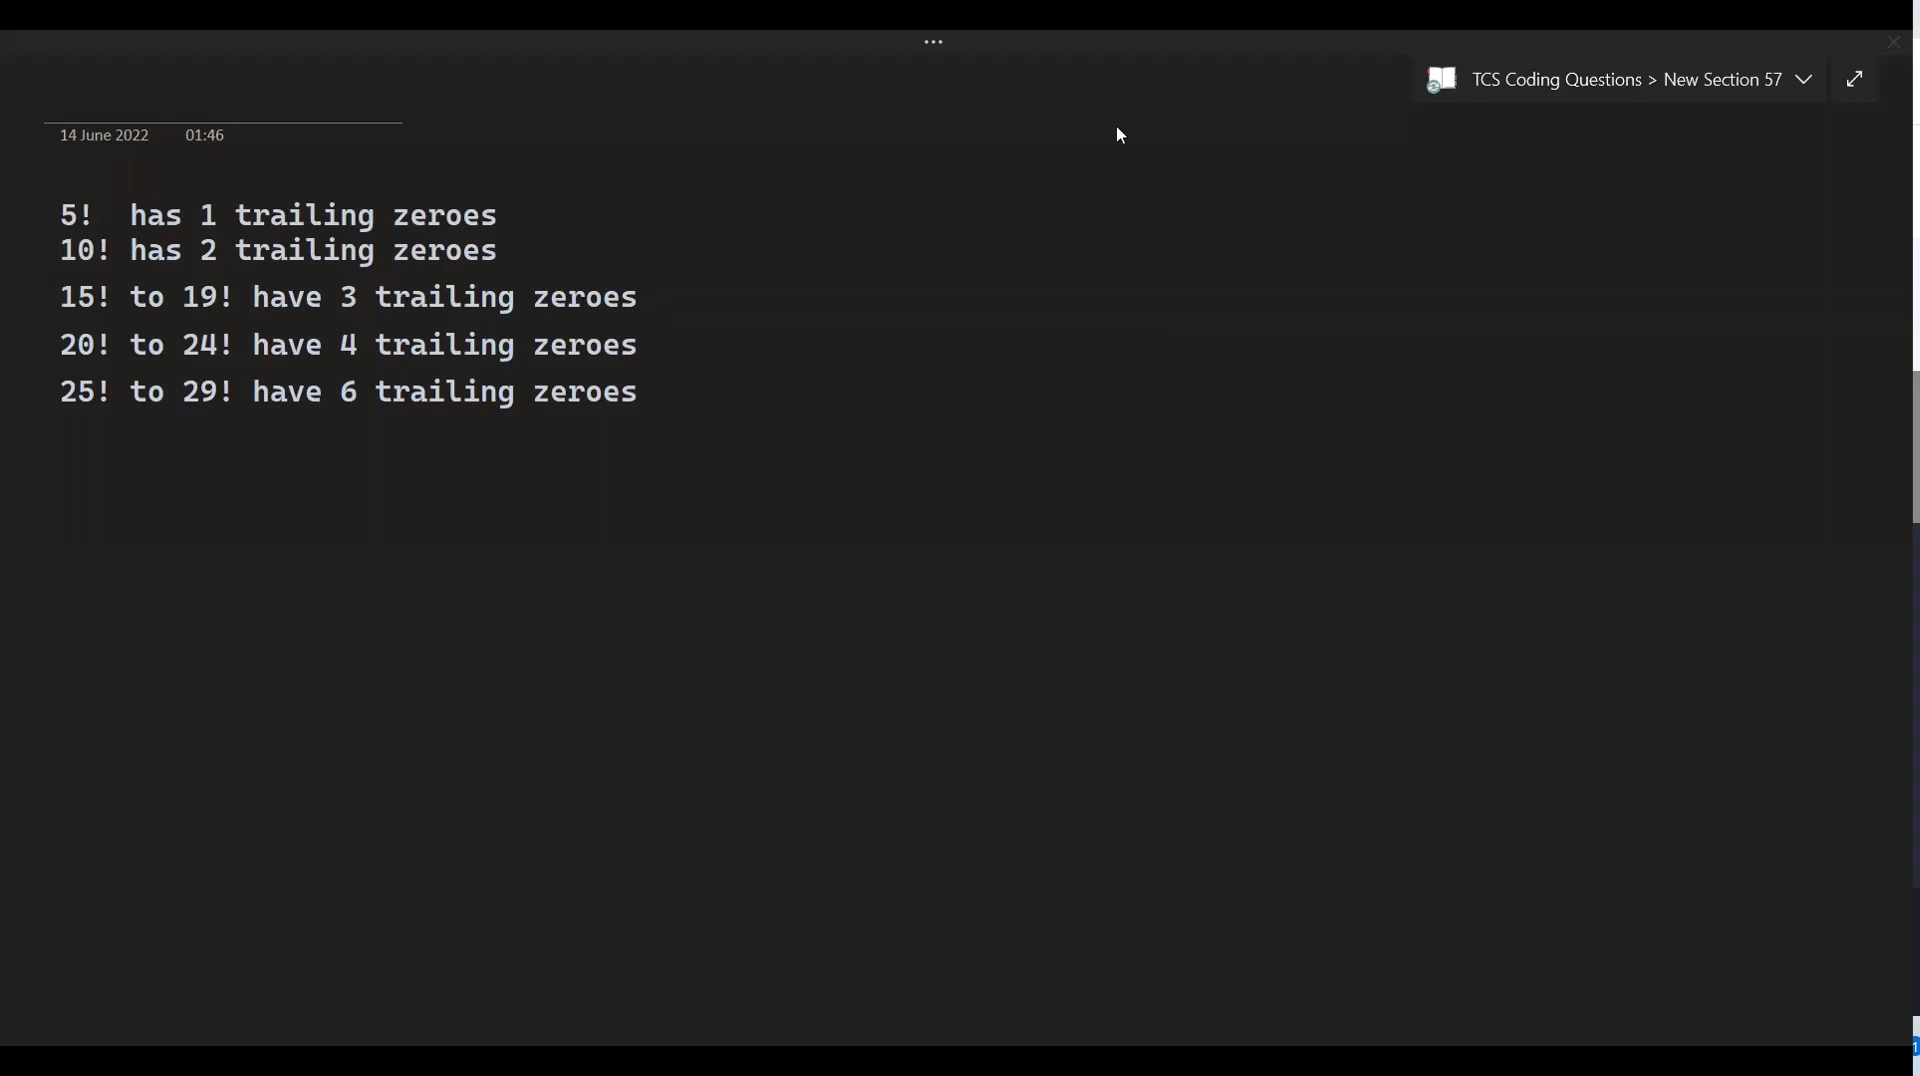 ...
TCS Coding Questions > New Section 57
14 June 2022 01:46
5! has 1 trailing zeroes
10! has 2 trailing zeroes
15! to 19! have 3 trailing zeroes
20! to 24! have 4 trailing zeroes
25! to 29! have 6 trailing zeroes
1